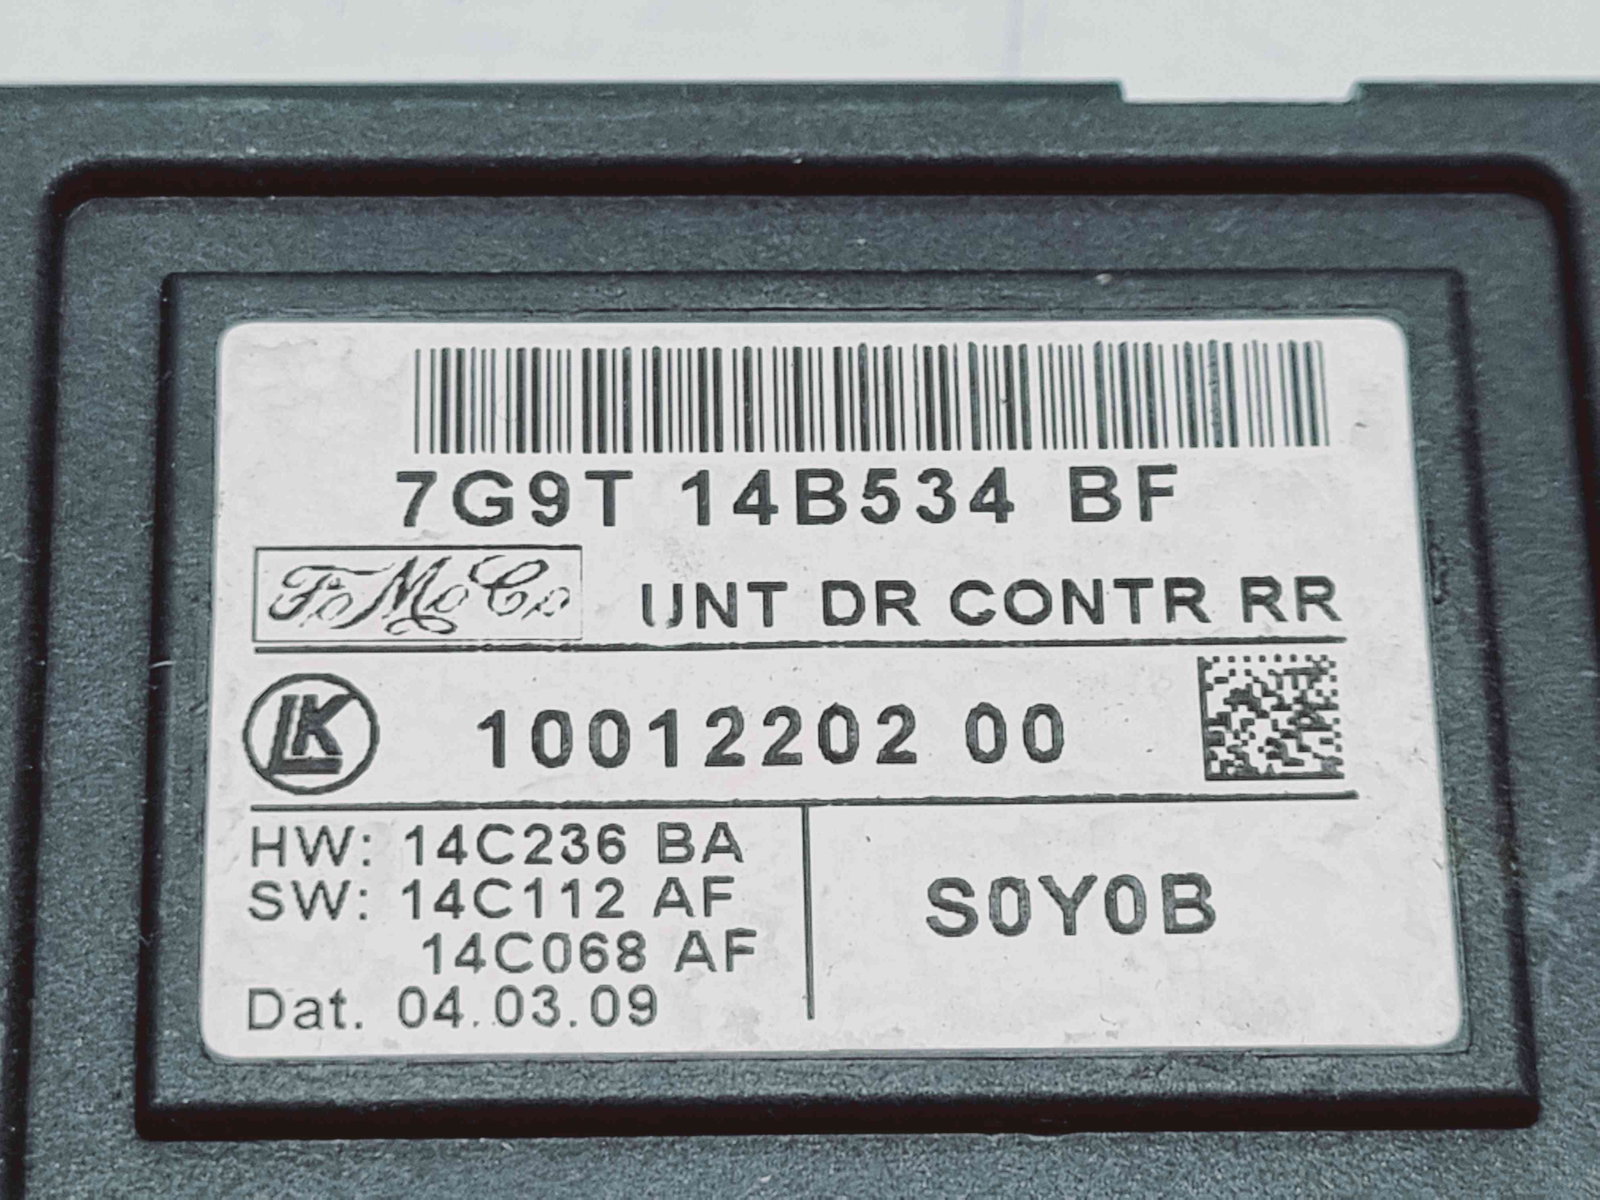 7G9T 14B534 BF
FoMoCo UNT DR CONTR RR
LK 10012202 00
HW: 14C236 BA
SW: 14C112 AF
14C068 AF
Dat. 04.03.09
S0Y0B